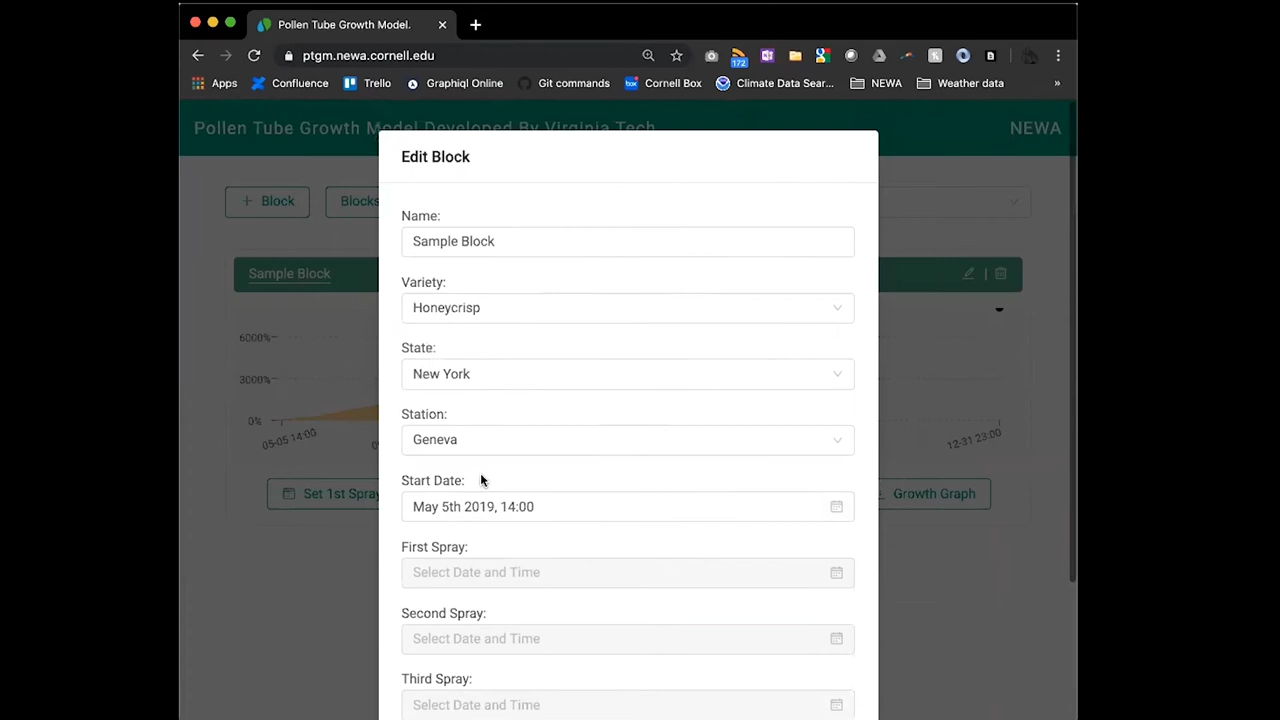 Pollen Tube Growth Model.
ptgm.newa.cornell.edu
172
Apps Confluence Trello Graphiql Online Git commands Cornell Box Climate Data Sear... NEWA Weather data »
Pollen Tube Growth Model Developed By Virginia Tech NEWA
Edit Block
+ Block Blocks
Name:
Sample Block
Sample Block
Variety:
Honeycrisp
State:
New York
Station:
Geneva
6000%
3000%
0%
05-05 14:00
12-31 23:00
Start Date:
May 5th 2019, 14:00
Set 1st Spray
Growth Graph
First Spray:
Select Date and Time
Second Spray:
Select Date and Time
Third Spray:
Select Date and Time